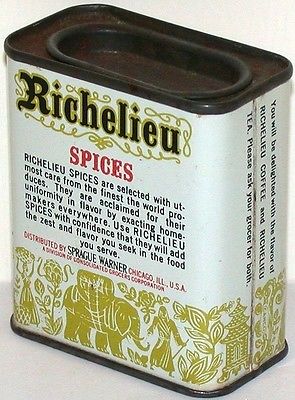 Richelieu
SPICES
RICHELIEU SPICES are selected with ut-
most care from the finest the world pro-
duces. They are acclaimed for their
uniformity in flavor by exacting home
makers everywhere. Use RICHELIEU
SPICES with confidence that they will add
the zest and flavor you seek in the food
you serve.
DISTRIBUTED BY SPRAGUE WARNER CHICAGO, ILL., U.S.A.
A DIVISION OF CONSOLIDATED GROCERS CORPORATION
You will be delighted with the flavor of
RICHELIEU COFFEE and RICHELIEU
TEA. Please ask your grocer for both.